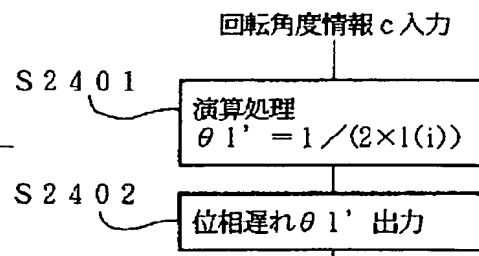 回転角度情報c入力
S2401
演算処理
θ1'=1/(2×1(i))
S2402
位相遅れθ1'出力